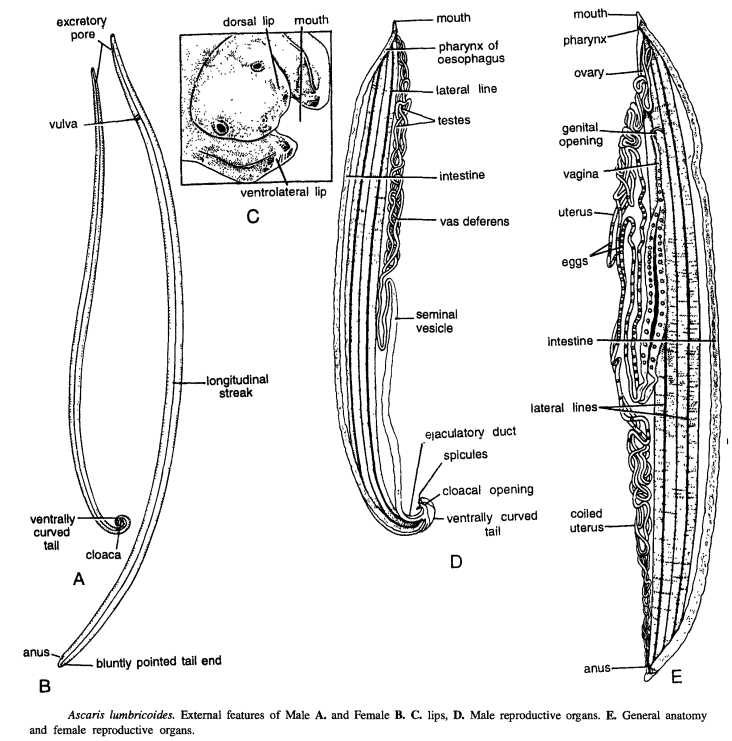 excretory
pore
vulva
ventrally
curved
tail
cloaca
A
anus
bluntly pointed tail end
B
longitudinal
streak
dorsal lip
mouth
ventrolateral lip
C
mouth
pharynx of
oesophagus
lateral line
testes
intestine
vas deferens
seminal
vesicle
ejaculatory duct
spicules
cloacal opening
ventrally curved
tail
D
mouth
pharynx
ovary
genital
opening
vagina
uterus
eggs
intestine
lateral lines
coiled
uterus
anus
E
Ascaris lumbricoides. External features of Male A. and Female B. C. lips, D. Male reproductive organs. E. General anatomy
and female reproductive organs.